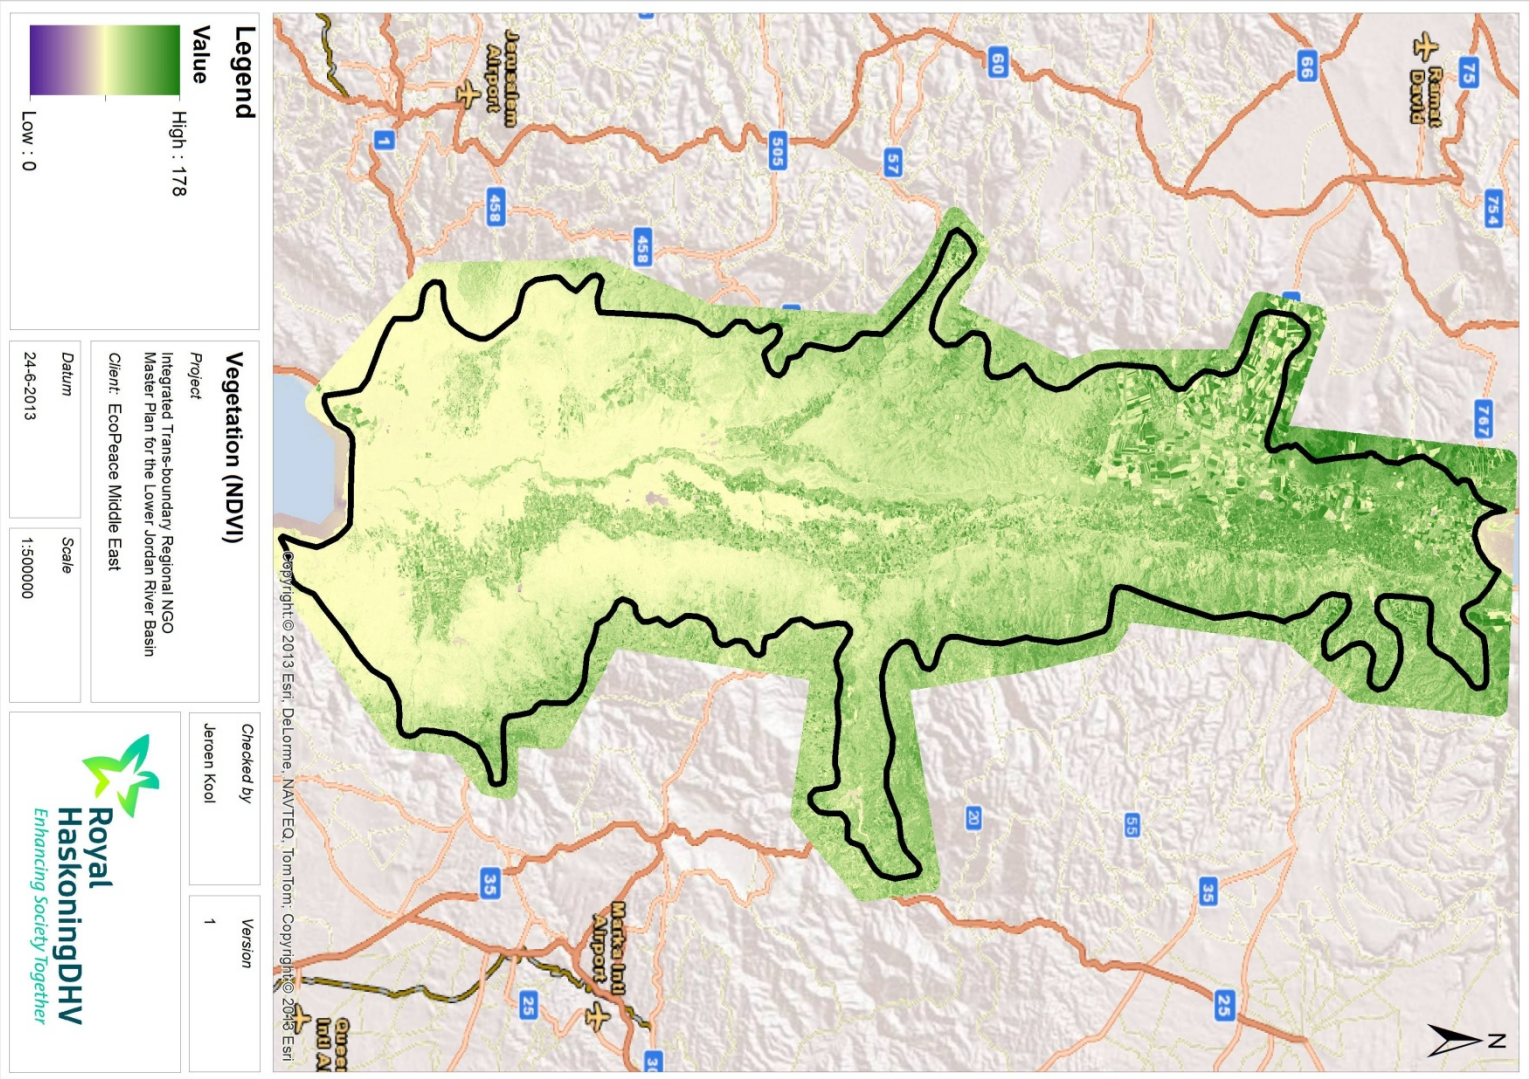 Legend
Value
High : 178
Low : 0
Vegetation (NDVI)
Project
Integrated Trans-boundary Regional NGO
Master Plan for the Lower Jordan River Basin
Client: EcoPeace Middle East
Datum
24-6-2013
Scale
1:500000
Checked by
Jeroen Kool
Version
1
Royal
HaskoningDHV
Enhancing Society Together
N
75
Ramat
David
66
754
767
60
57
505
Jerusalem
Airport
1
458
458
55
20
35
25
35
Marka Intl
Airport
25
30
Queen
Intl A
Copyright:© 2013 Esri, DeLorme, NAVTEQ, TomTom; Copyright:© 2013 Esri